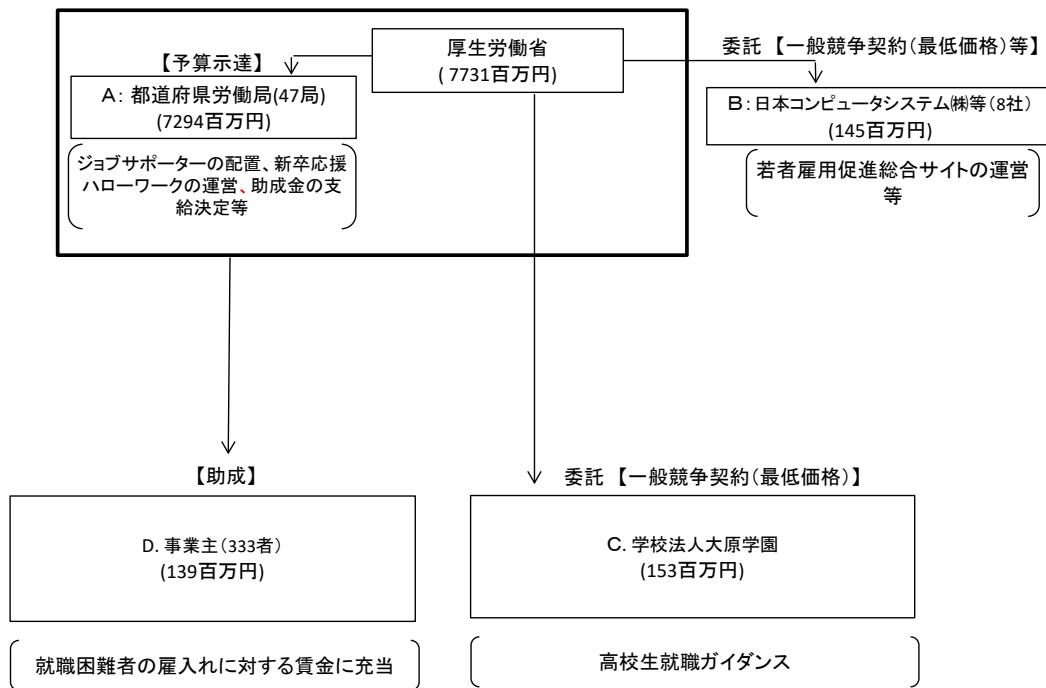 厚生労働省
( 7731百万円)
【予算示達】
A: 都道府県労働局(47局)
(7294百万円)
ジョブサポーターの配置、新卒応援
ハローワークの運営、助成金の支
給決定等
委託 【一般競争契約(最低価格)等】
B:日本コンピュータシステム㈱等(8社)
(145百万円)
若者雇用促進総合サイトの運営
等
【助成】
D. 事業主(333者)
(139百万円)
就職困難者の雇入れに対する賃金に充当
委託 【一般競争契約(最低価格)】
C. 学校法人大原学園
(153百万円)
高校生就職ガイダンス